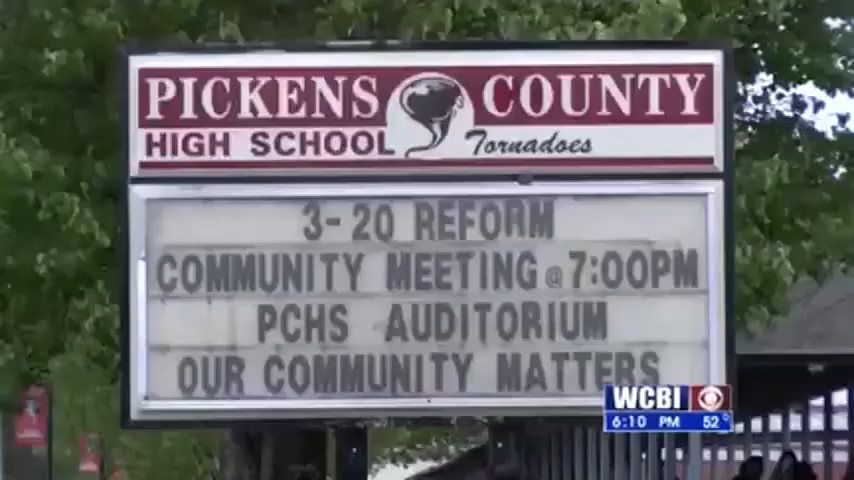 PICKENS COUNTY
HIGH SCHOOL Tornadoes
3-20 REFORM
COMMUNITY MEETING @ 7:00PM
PCHS AUDITORIUM
OUR COMMUNITY MATTERS
WCBI
6:10 PM 52°